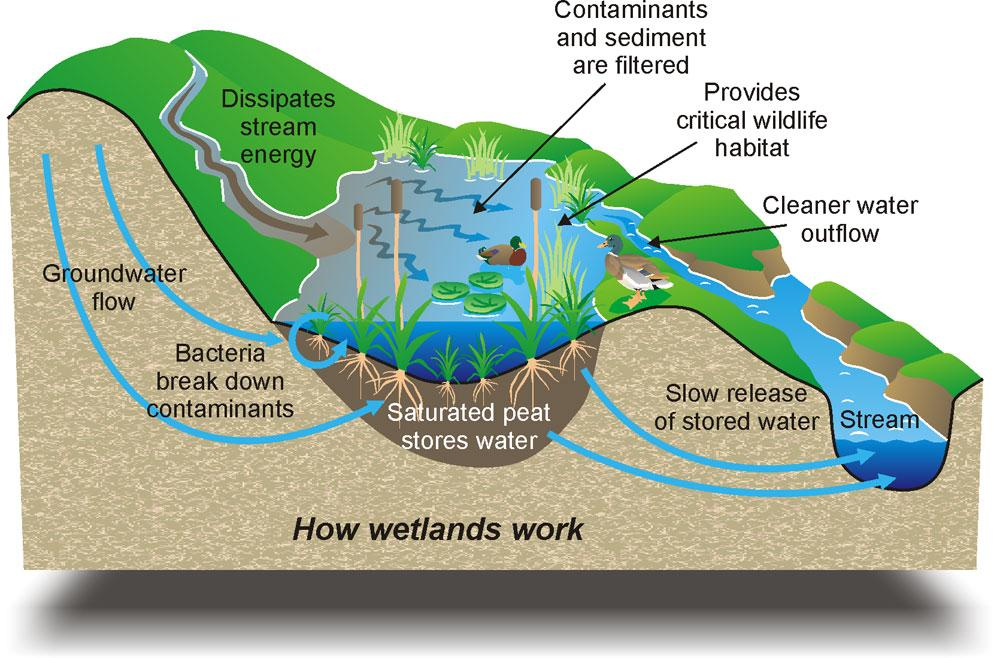 Contaminants
and sediment
are filtered
Provides
critical wildlife
habitat
Dissipates
stream
energy
Cleaner water
outflow
Groundwater
flow
Bacteria
break down
contaminants
Saturated peat
stores water
Slow release
of stored water
Stream
How wetlands work